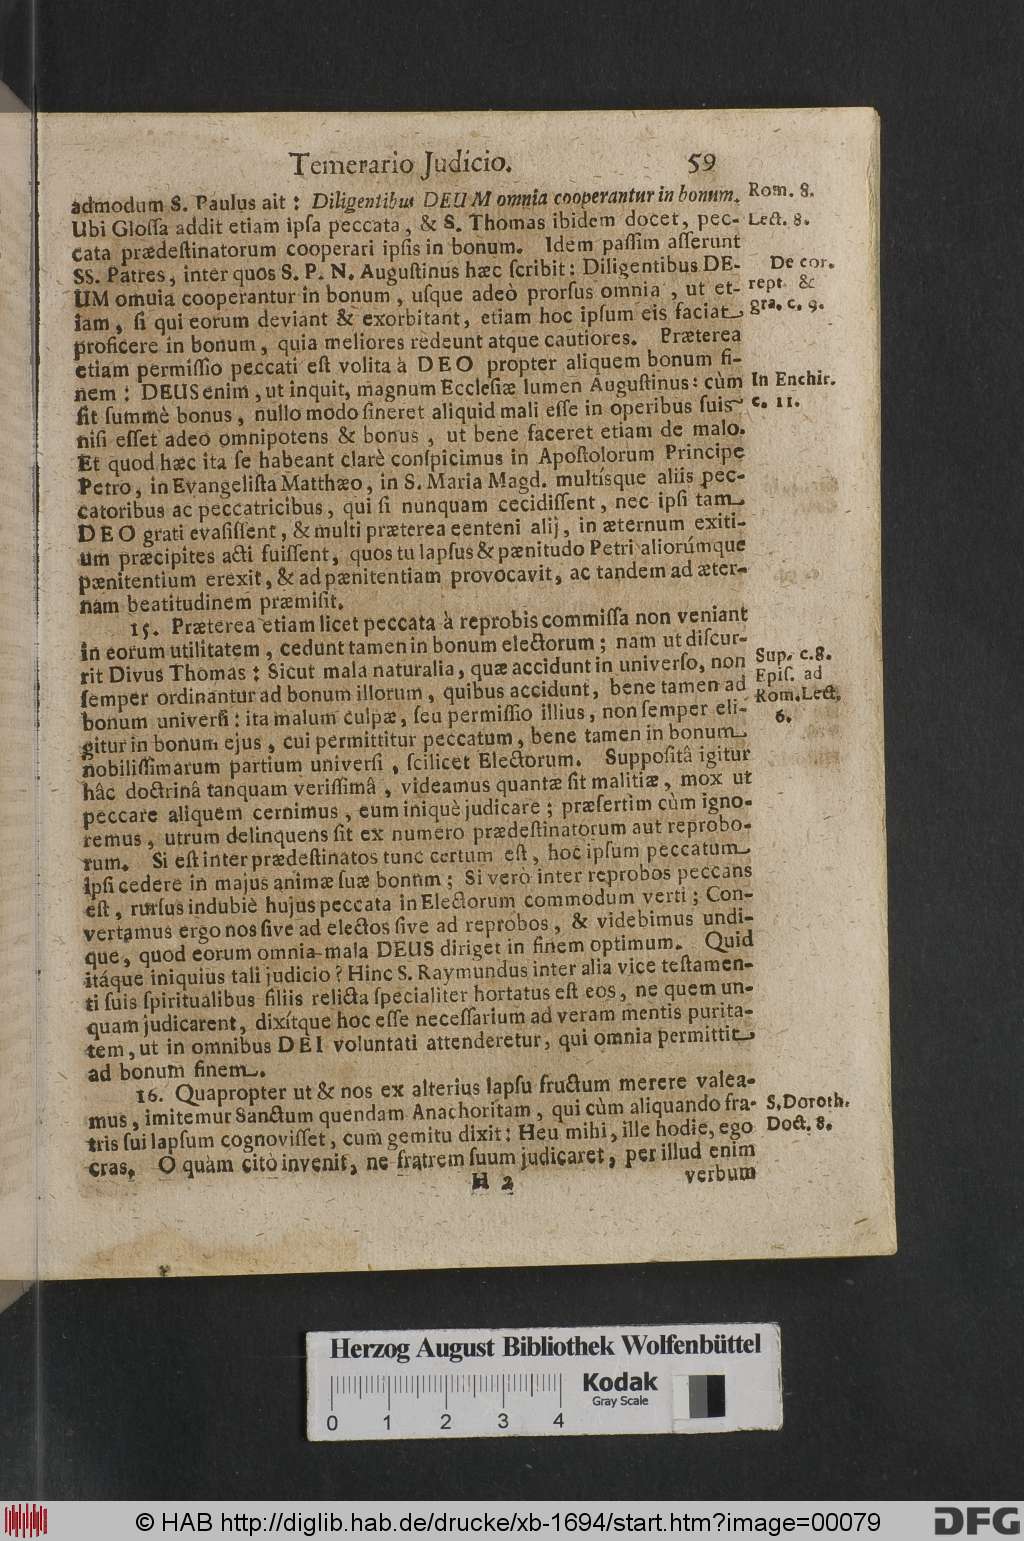 Temerario Judicio. 59
admodum S. Paulus ait : Diligentibus DEUM omnia cooperantur in bonum. Rom. 8.
Ubi Gloſſa addit etiam ipſa peccata , & S. Thomas ibidem docet, pec- Lect. 8.
cata prædeſtinatorum cooperari ipſis in bonum. Idem paſſim aſſerunt
SS. Patres, inter quos S. P. N. Auguſtinus hæc ſcribit : Diligentibus DE- De cor.
UM omuia cooperantur in bonum , uſque adeò prorſus omnia , ut et- rept &
iam , ſi qui eorum deviant & exorbitant, etiam hoc ipſum eis faciat gra. c. 9.
proficere in bonum, quia meliores redeunt atque cautiores. Præterea
etiam permiſſio peccati eſt volita à DEO propter aliquem bonum fi-
nem : DEUS enim , ut inquit, magnum Eccleſiæ lumen Auguſtinus : cùm In Enchir.
ſit ſummè bonus , nullo modo ſineret aliquid mali eſſe in operibus ſuis c. 11.
niſi eſſet adeo omnipotens & bonus , ut bene faceret etiam de malo.
Et quod hæc ita ſe habeant clarè conſpicimus in Apoſtolorum Principe
Petro, in Evangeliſta Matthæo, in S. Maria Magd. multíſque aliis pec-
catoribus ac peccatricibus , qui ſi nunquam cecidiſſent , nec ipſi tam
DEO grati evaſiſſent, & multi præterea centeni alij, in æternum exiti-
um præcipites acti fuiſſent, quos tu lapſus & pænitudo Petri aliorúmque
pænitentium erexit, & ad pænitentiam provocavit, ac tandem ad æter-
nam beatitudinem præmiſit.
15. Præterea etiam licet peccata à reprobis commiſſa non veniant
in eorum utilitatem , cedunt tamen in bonum electorum ; nam ut diſcur-
rit Divus Thomas : Sicut mala naturalia, quæ accidunt in univerſo, non Sup. c. 8.
ſemper ordinantur ad bonum illorum , quibus accidunt, bene tamen ad Epiſ. ad
bonum univerſi : ita malum culpæ, ſeu permiſſio illius, non ſemper eli- Rom. Lect.
gitur in bonum ejus , cui permittitur peccatum , bene tamen in bonum 6.
nobiliſſimarum partium univerſi , ſcilicet Electorum. Suppoſitâ igitur
hâc doctrinâ tanquam veriſſimâ , videamus quantæ ſit malitiæ , mox ut
peccare aliquem cernimus , eum iniquè judicare ; præſertim cùm igno-
remus , utrum delinquens ſit ex numero prædeſtinatorum aut reprobo-
rum. Si eſt inter prædeſtinatos tunc certum eſt , hoc ipſum peccatum
ipſi cedere in majus animæ ſuæ bonum ; Si verò inter reprobos peccans
eſt , rurſus indubiè hujus peccata in Electorum commodum verti ; Con-
vertamus ergo nos ſive ad electos ſive ad reprobos , & videbimus undi-
que, quod eorum omnia mala DEUS diriget in finem optimum. Quid
itáque iniquius tali judicio ? Hinc S. Raymundus inter alia vice teſtamen-
ti ſuis ſpiritualibus filiis relicta ſpecialiter hortatus eſt eos, ne quem un-
quam judicarent, dixítque hoc eſſe neceſſarium ad veram mentis purita-
tem , ut in omnibus DEI voluntati attenderetur, qui omnia permittit
ad bonum finem.
16. Quapropter ut & nos ex alterius lapſu fructum merere valea-
mus , imitemur Sanctum quendam Anachoritam , qui cùm aliquando fra- S. Doroth.
tris ſui lapſum cognoviſſet, cum gemitu dixit : Heu mihi, ille hodie, ego Doct. 8.
cras. O quàm citò invenit, ne fratrem ſuum judicaret, per illud enim
H 2 verbum
Herzog August Bibliothek Wolfenbüttel
Kodak
Gray Scale
0 1 2 3 4
© HAB http://diglib.hab.de/drucke/xb-1694/start.htm?image=00079
DFG